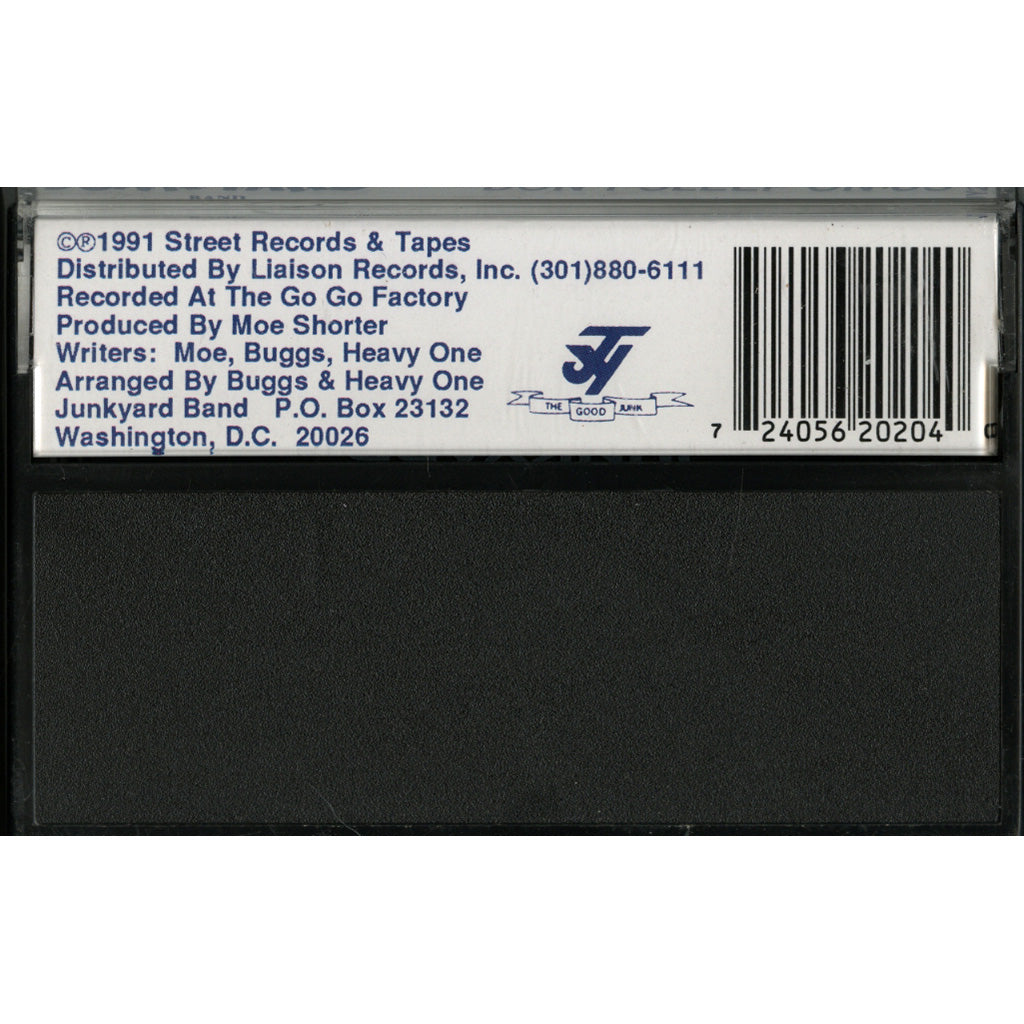 BAND
©℗1991 Street Records & Tapes
Distributed By Liaison Records, Inc. (301)880-6111
Recorded At The Go Go Factory
Produced By Moe Shorter
Writers: Moe, Buggs, Heavy One
Arranged By Buggs & Heavy One
Junkyard Band P.O. Box 23132
Washington, D.C. 20026
JY
THE GOOD JUNK
7 24056 20204